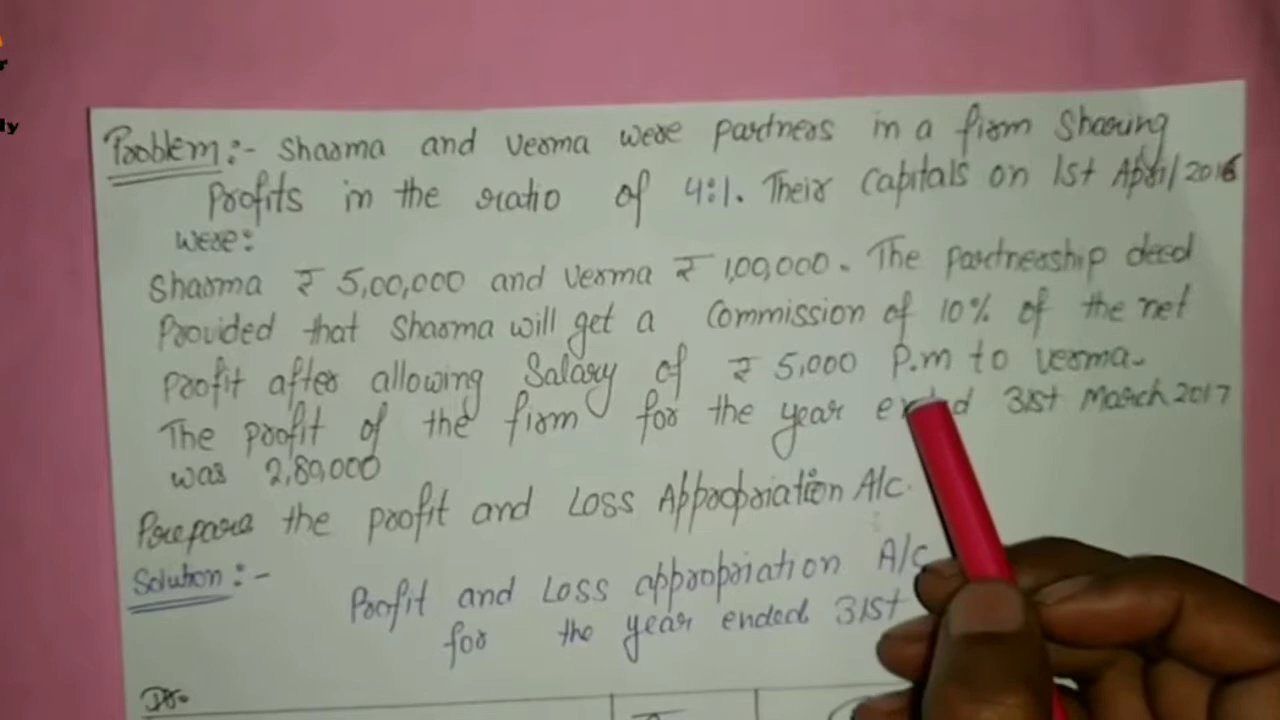 ly
Problem:- Sharma and Verma were partners in a firm Sharing
Profits in the ratio of 4:1. Their Capitals on 1st April 2016
were:
Sharma ₹ 5,00,000 and Verma ₹ 1,00,000. The partnership deed
Provided that Sharma will get a Commission of 10% of the net
profit after allowing Salary of ₹ 5,000 P.m to verma.
The profit of the firm for the year ended 31st March 2017
was 2,80,000
Prepare the profit and Loss Appropriation A/c.
Solution:-
Profit and Loss appropriation A/c
for the year ended 31st
Dr.